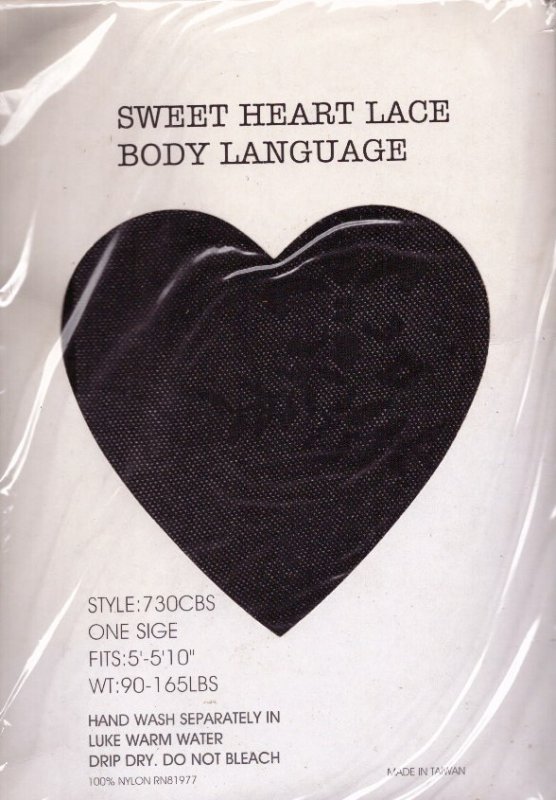 SWEET HEART LACE
BODY LANGUAGE
STYLE:730CBS
ONE SIGE
FITS:5'-5'10"
WT:90-165LBS
HAND WASH SEPARATELY IN
LUKE WARM WATER
DRIP DRY. DO NOT BLEACH
100% NYLON RN81977
MADE IN TAIWAN